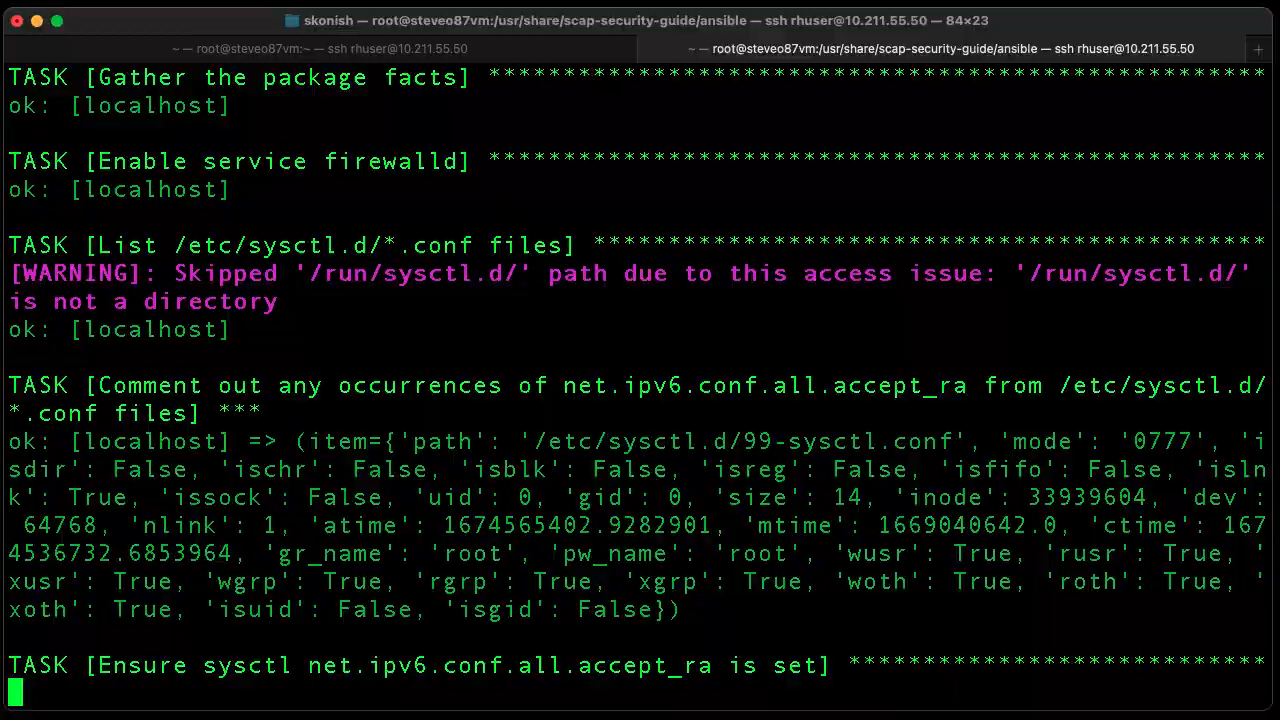 skonish — root@steveo87vm:/usr/share/scap-security-guide/ansible — ssh rhuser@10.211.55.50 — 84×23
~ — root@steveo87vm:~ — ssh rhuser@10.211.55.50
~ — root@steveo87vm:/usr/share/scap-security-guide/ansible — ssh rhuser@10.211.55.50
+
TASK [Gather the package facts] ****************************************************
ok: [localhost]
TASK [Enable service firewalld] ****************************************************
ok: [localhost]
TASK [List /etc/sysctl.d/*.conf files] *********************************************
[WARNING]: Skipped '/run/sysctl.d/' path due to this access issue: '/run/sysctl.d/'
is not a directory
ok: [localhost]
TASK [Comment out any occurrences of net.ipv6.conf.all.accept_ra from /etc/sysctl.d/
*.conf files] ***
ok: [localhost] => (item={'path': '/etc/sysctl.d/99-sysctl.conf', 'mode': '0777', 'i
sdir': False, 'ischr': False, 'isblk': False, 'isreg': False, 'isfifo': False, 'isln
k': True, 'issock': False, 'uid': 0, 'gid': 0, 'size': 14, 'inode': 33939604, 'dev':
 64768, 'nlink': 1, 'atime': 1674565402.9282901, 'mtime': 1669040642.0, 'ctime': 167
4536732.6853964, 'gr_name': 'root', 'pw_name': 'root', 'wusr': True, 'rusr': True, '
xusr': True, 'wgrp': True, 'rgrp': True, 'xgrp': True, 'woth': True, 'roth': True, '
xoth': True, 'isuid': False, 'isgid': False})
TASK [Ensure sysctl net.ipv6.conf.all.accept_ra is set] ****************************